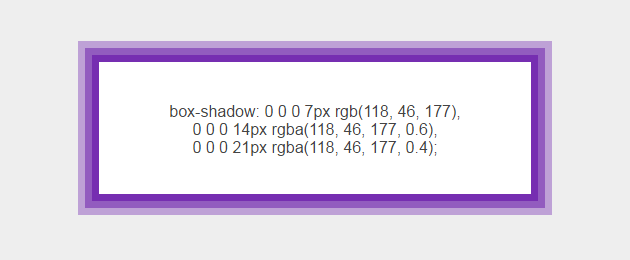 box-shadow: 0 0 0 7px rgb(118, 46, 177),
0 0 0 14px rgba(118, 46, 177, 0.6),
0 0 0 21px rgba(118, 46, 177, 0.4);